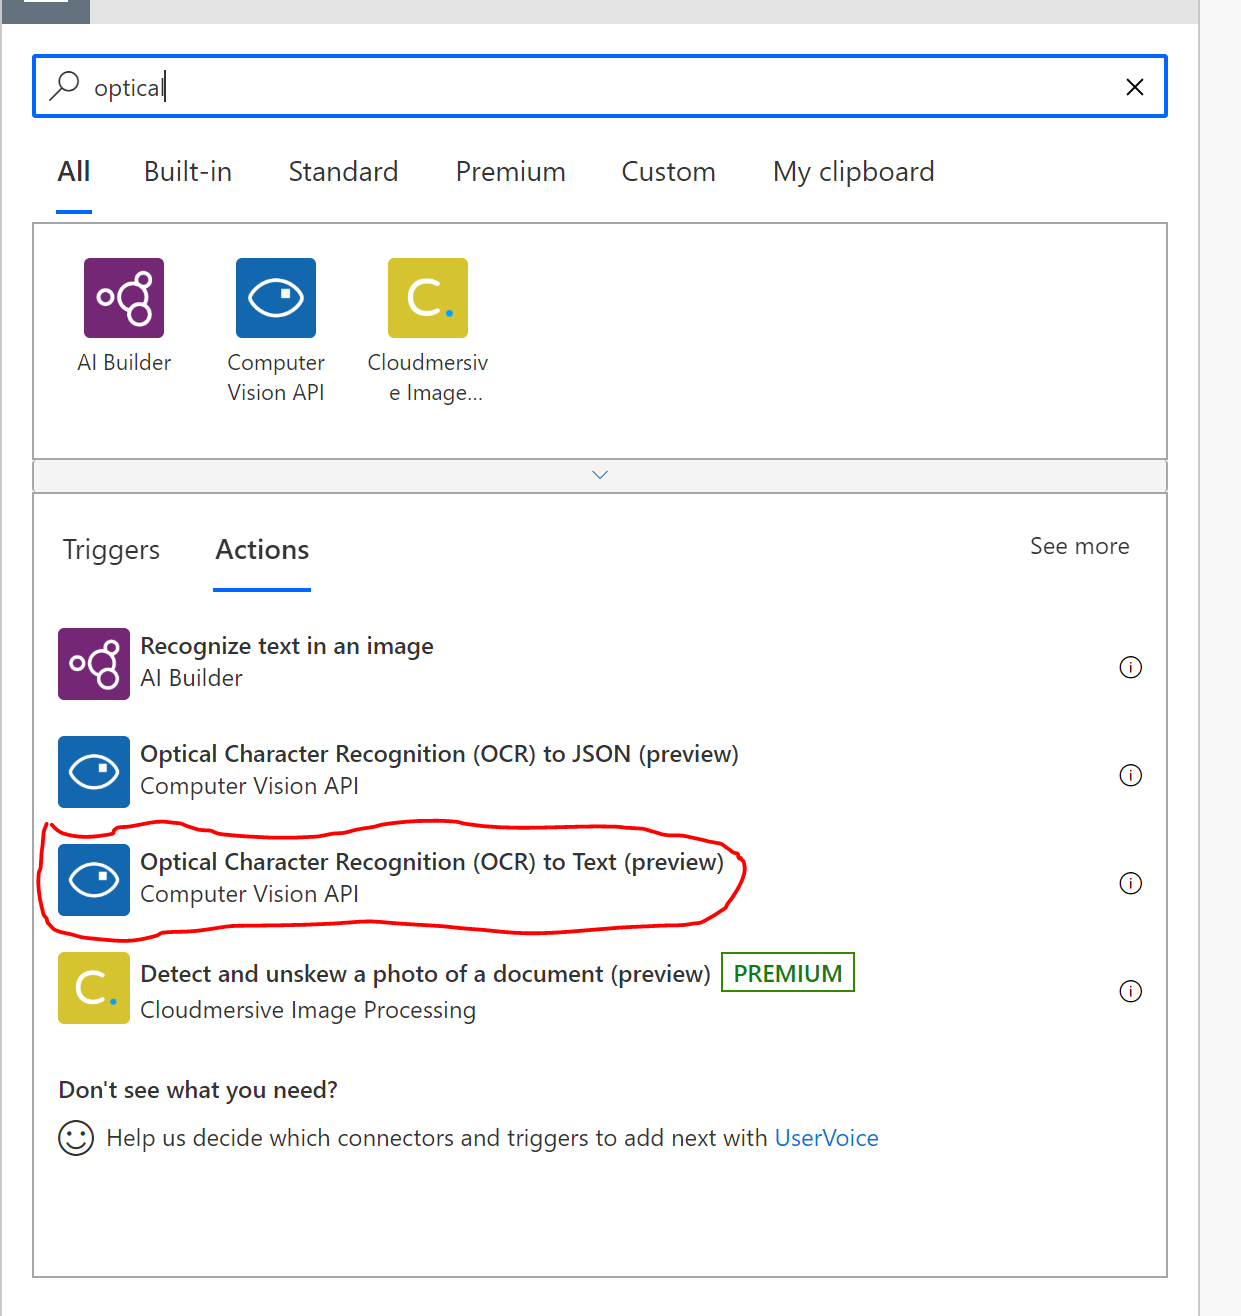 optical
All Built-in Standard Premium Custom My clipboard
AI Builder
Computer
Vision API
Cloudmersiv
e Image...
Triggers Actions See more
Recognize text in an image
AI Builder
Optical Character Recognition (OCR) to JSON (preview)
Computer Vision API
Optical Character Recognition (OCR) to Text (preview)
Computer Vision API
Detect and unskew a photo of a document (preview) PREMIUM
Cloudmersive Image Processing
Don't see what you need?
Help us decide which connectors and triggers to add next with UserVoice